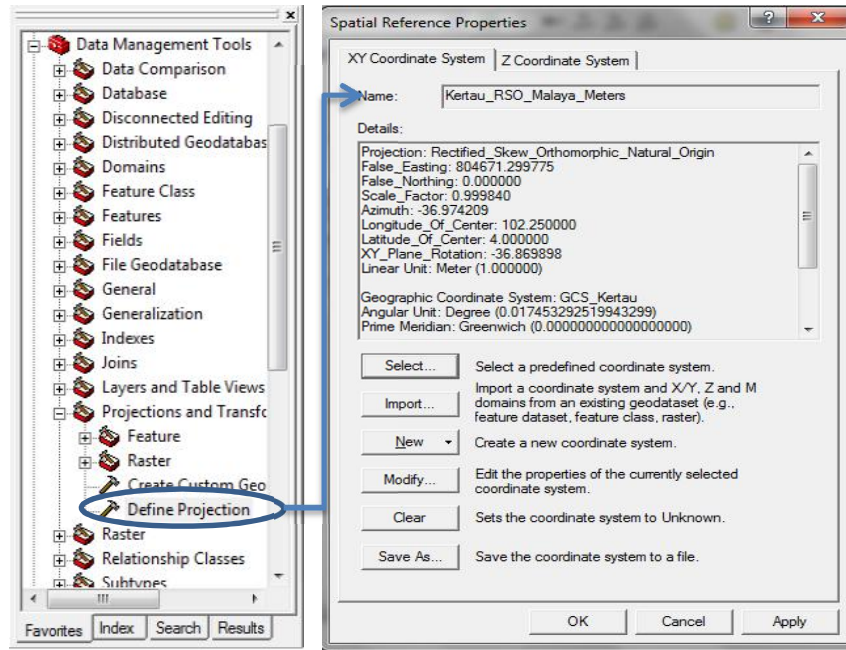 Data Management Tools
Data Comparison
Database
Disconnected Editing
Distributed Geodatabas
Domains
Feature Class
Features
Fields
File Geodatabase
General
Generalization
Indexes
Joins
Layers and Table Views
Projections and Transfo
Feature
Raster
Create Custom Geo
Define Projection
Raster
Relationship Classes
Subtypes
Favorites Index Search Results
Spatial Reference Properties
XY Coordinate System Z Coordinate System
Name: Kertau_RSO_Malaya_Meters
Details:
Projection: Rectified_Skew_Orthomorphic_Natural_Origin
False_Easting: 804671.299775
False_Northing: 0.000000
Scale_Factor: 0.999840
Azimuth: -36.974209
Longitude_Of_Center: 102.250000
Latitude_Of_Center: 4.000000
XY_Plane_Rotation: -36.869898
Linear Unit: Meter (1.000000)
Geographic Coordinate System: GCS_Kertau
Angular Unit: Degree (0.017453292519943299)
Prime Meridian: Greenwich (0.000000000000000000)
Select... Select a predefined coordinate system.
Import... Import a coordinate system and X/Y, Z and M
domains from an existing geodataset (e.g.,
feature dataset, feature class, raster).
New Create a new coordinate system.
Modify... Edit the properties of the currently selected
coordinate system.
Clear Sets the coordinate system to Unknown.
Save As... Save the coordinate system to a file.
OK Cancel Apply